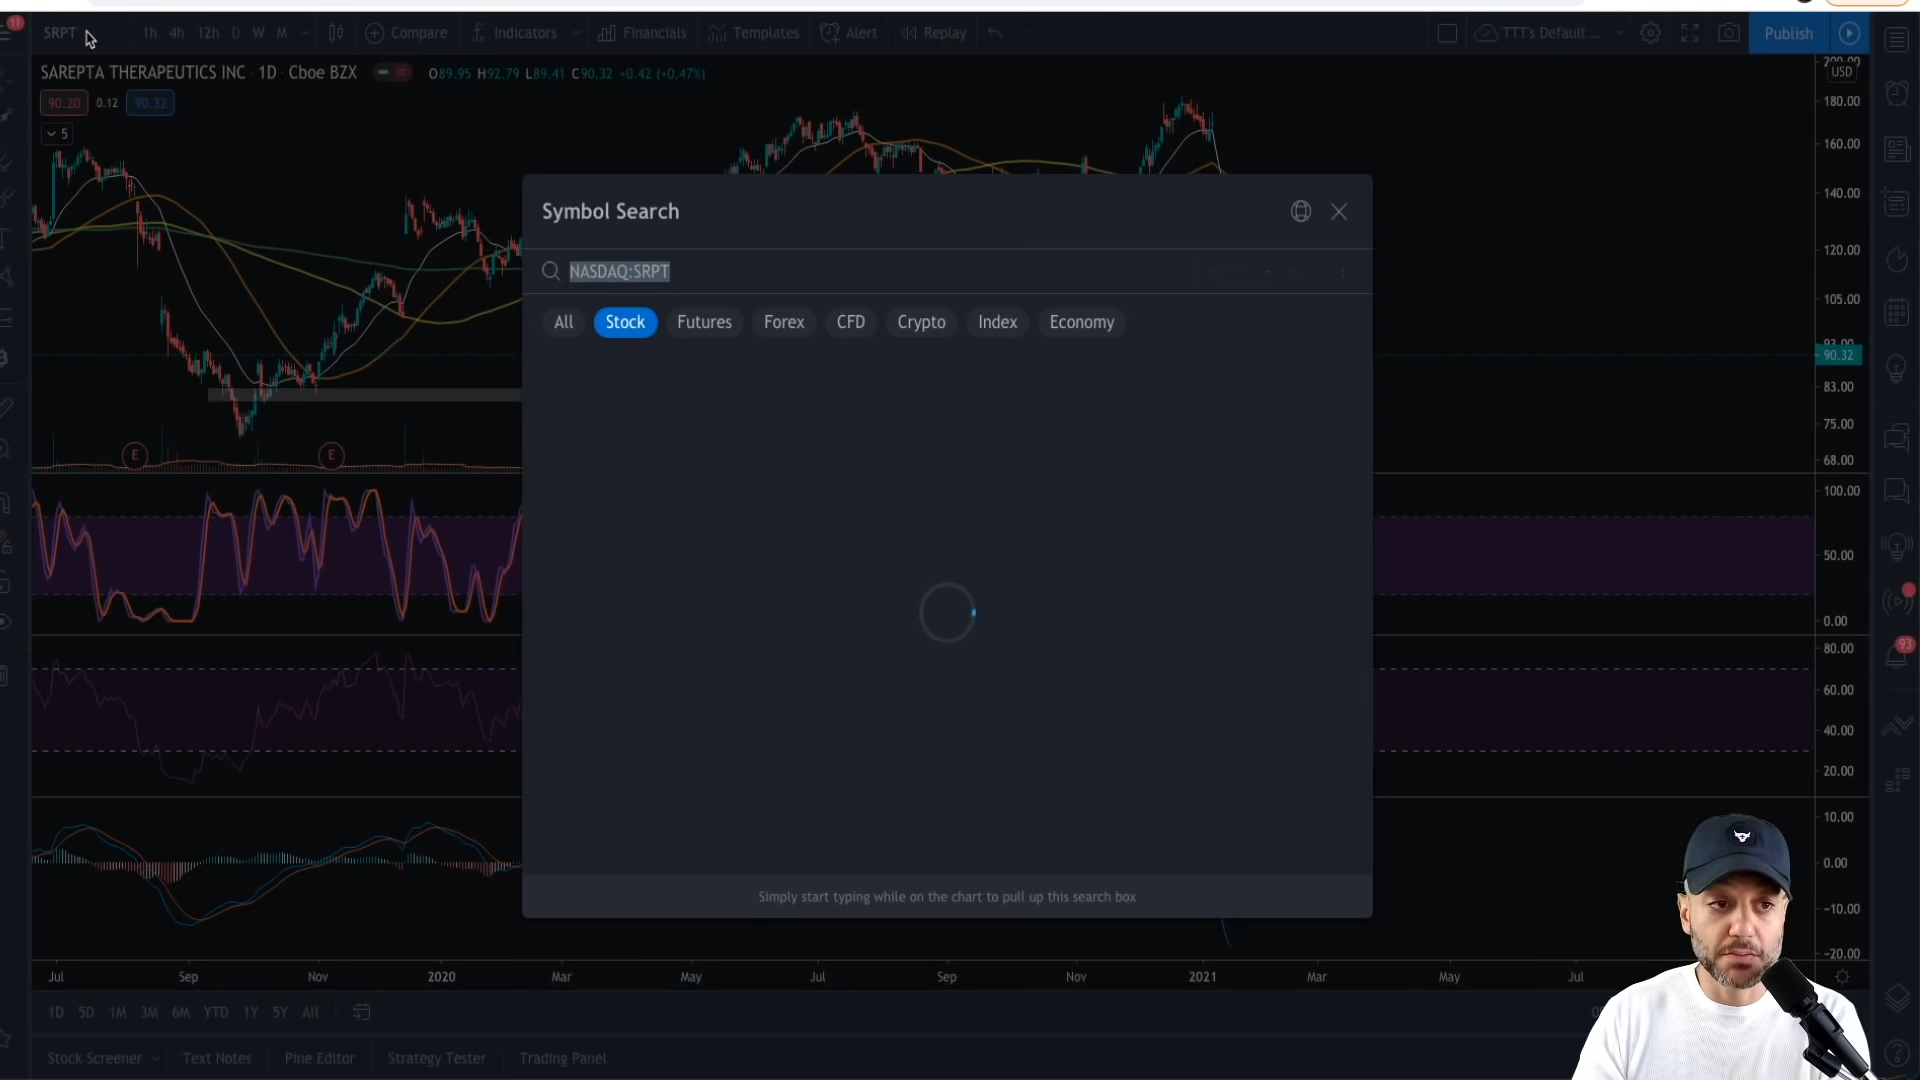 11
SRPT 1h 4h 12h D W M Compare Indicators Financials Templates Alert Replay TTT's Default ... Publish
SAREPTA THERAPEUTICS INC 1D Cboe BZX O89.95 H92.79 L89.41 C90.32 +0.42 (+0.47%)
90.20 0.12 90.32
5
200.00
USD
180.00
160.00
140.00
120.00
105.00
93.00
90.32
83.00
75.00
68.00
E E
Symbol Search
NASDAQ:SRPT
All Stock Futures Forex CFD Crypto Index Economy
Simply start typing while on the chart to pull up this search box
100.00
50.00
0.00
80.00
60.00
40.00
20.00
10.00
0.00
-10.00
-20.00
93
Jul Sep Nov 2020 Mar May Jul Sep Nov 2021 Mar May Jul
1D 5D 1M 3M 6M YTD 1Y 5Y All
Stock Screener Text Notes Pine Editor Strategy Tester Trading Panel